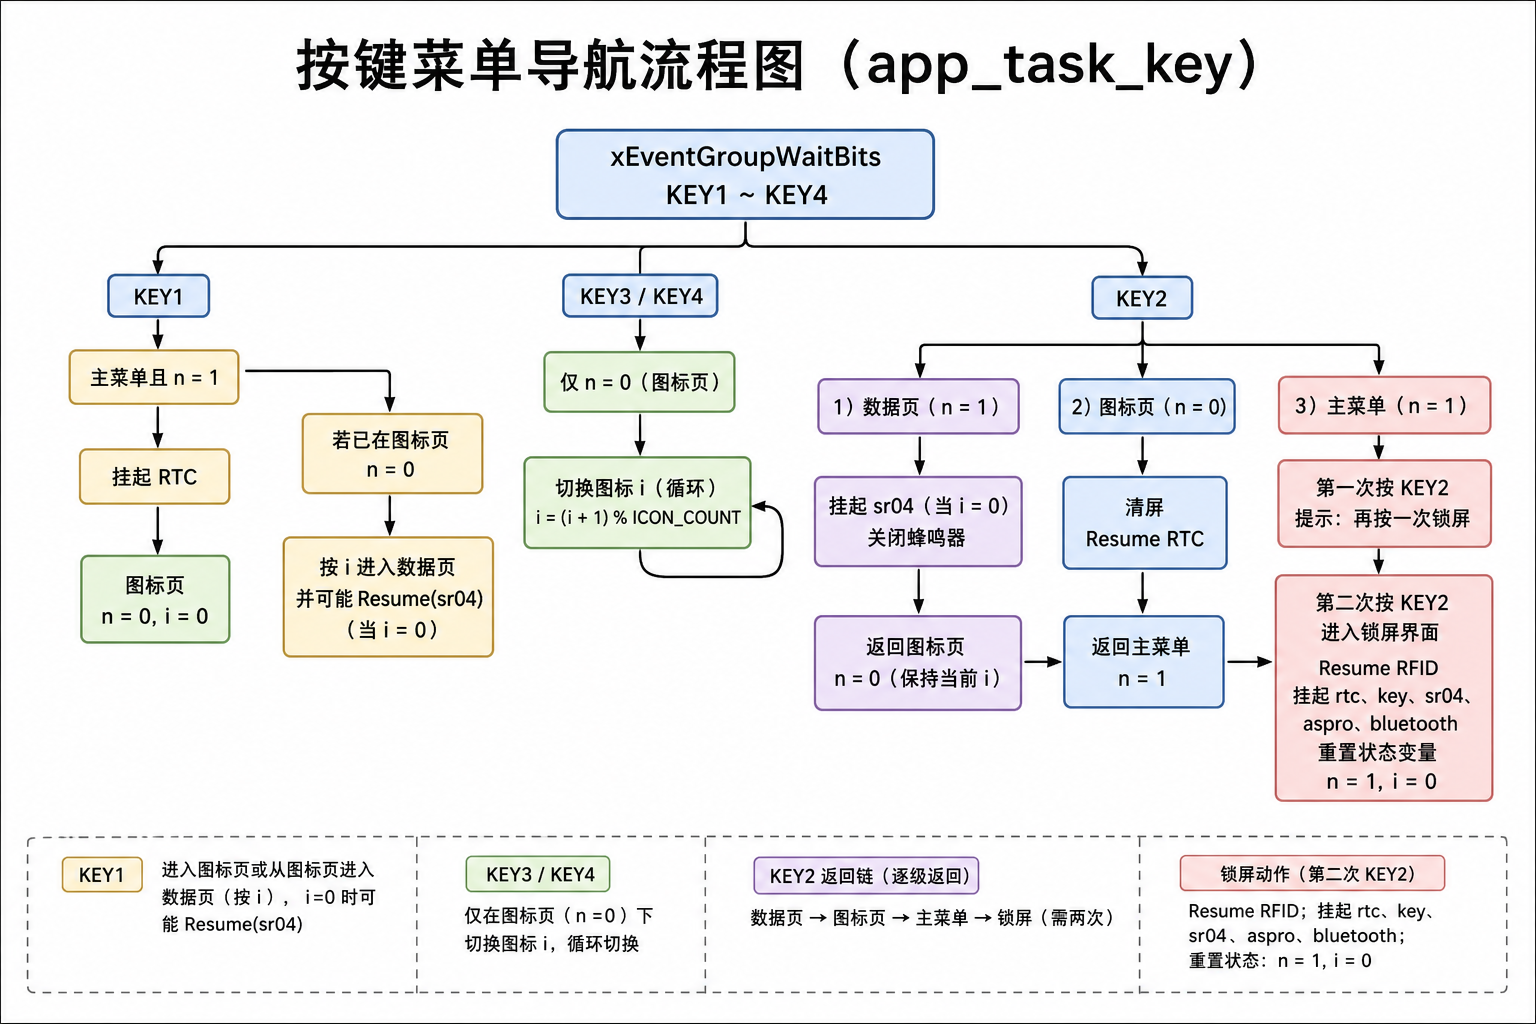 按键菜单导航流程图（app_task_key）
xEventGroupWaitBits
KEY1 ~ KEY4
KEY1
KEY3 / KEY4
KEY2
主菜单且 n = 1
挂起 RTC
图标页
n = 0, i = 0
若已在图标页
n = 0
按 i 进入数据页
并可能 Resume(sr04)
（当 i = 0）
仅 n = 0（图标页）
切换图标 i（循环）
i = (i + 1) % ICON_COUNT
1）数据页（n = 1）
挂起 sr04（当 i = 0）
关闭蜂鸣器
返回图标页
n = 0（保持当前 i）
2）图标页（n = 0）
清屏
Resume RTC
返回主菜单
n = 1
3）主菜单（n = 1）
第一次按 KEY2
提示：再按一次锁屏
第二次按 KEY2
进入锁屏界面
Resume RFID
挂起 rtc、key、sr04、
aspro、bluetooth
重置状态变量
n = 1, i = 0
KEY1
进入图标页或从图标页进入
数据页（按 i），i=0 时可
能 Resume(sr04)
KEY3 / KEY4
仅在图标页（n =0）下
切换图标 i，循环切换
KEY2 返回链（逐级返回）
数据页 → 图标页 → 主菜单 → 锁屏（需两次）
锁屏动作（第二次 KEY2）
Resume RFID；挂起 rtc、key、
sr04、aspro、bluetooth；
重置状态：n = 1, i = 0